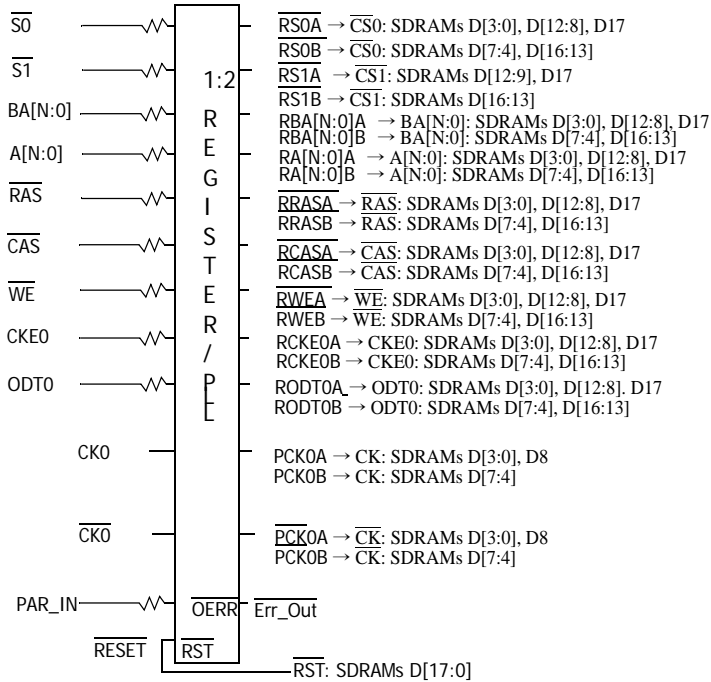 S0
S1
BA[N:0]
A[N:0]
RAS
CAS
WE
CKE0
ODT0
CK0
CK0
PAR_IN
RESET
1:2
R
E
G
I
S
T
E
R
/
P
L
L
OERR
RST
RS0A → CS0: SDRAMs D[3:0], D[12:8], D17
RS0B → CS0: SDRAMs D[7:4], D[16:13]
RS1A → CS1: SDRAMs D[12:9], D17
RS1B → CS1: SDRAMs D[16:13]
RBA[N:0]A → BA[N:0]: SDRAMs D[3:0], D[12:8], D17
RBA[N:0]B → BA[N:0]: SDRAMs D[7:4], D[16:13]
RA[N:0]A → A[N:0]: SDRAMs D[3:0], D[12:8], D17
RA[N:0]B → A[N:0]: SDRAMs D[7:4], D[16:13]
RRASA → RAS: SDRAMs D[3:0], D[12:8], D17
RRASB → RAS: SDRAMs D[7:4], D[16:13]
RCASA → CAS: SDRAMs D[3:0], D[12:8], D17
RCASB → CAS: SDRAMs D[7:4], D[16:13]
RWEA → WE: SDRAMs D[3:0], D[12:8], D17
RWEB → WE: SDRAMs D[7:4], D[16:13]
RCKE0A → CKE0: SDRAMs D[3:0], D[12:8], D17
RCKE0B → CKE0: SDRAMs D[7:4], D[16:13]
RODT0A → ODT0: SDRAMs D[3:0], D[12:8]. D17
RODT0B → ODT0: SDRAMs D[7:4], D[16:13]
PCK0A → CK: SDRAMs D[3:0], D8
PCK0B → CK: SDRAMs D[7:4]
PCK0A → CK: SDRAMs D[3:0], D8
PCK0B → CK: SDRAMs D[7:4]
Err_Out
RST: SDRAMs D[17:0]